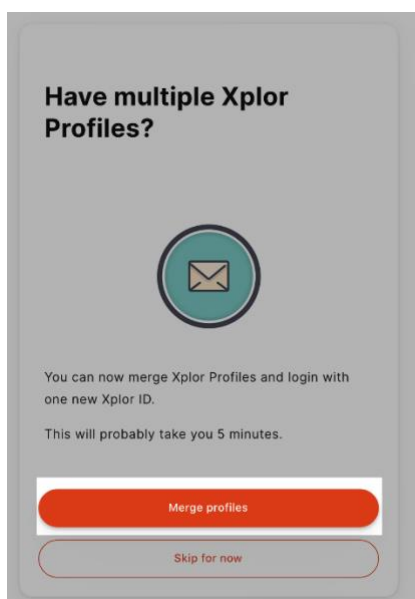 Have multiple Xplor
Profiles?
You can now merge Xplor Profiles and login with
one new Xplor ID.
This will probably take you 5 minutes.
Merge profiles
Skip for now